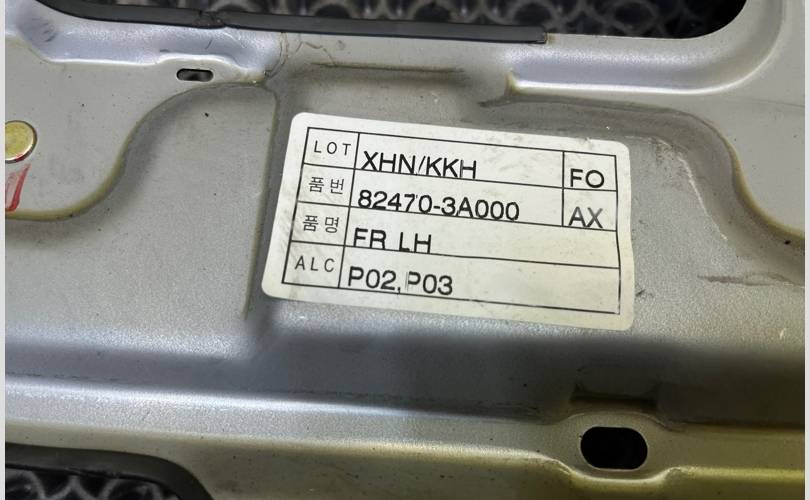 LOT XHN/KKH FO
품번 82470-3A000 AX
품명 FR LH
ALC P02,P03